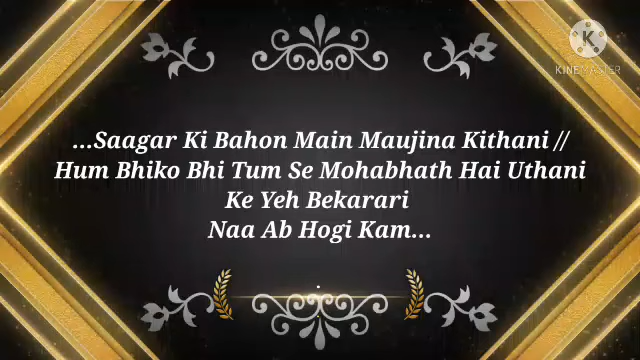 KINEMASTER
...Saagar Ki Bahon Main Maujina Kithani //
Hum Bhiko Bhi Tum Se Mohabhath Hai Uthani
Ke Yeh Bekarari
Naa Ab Hogi Kam...